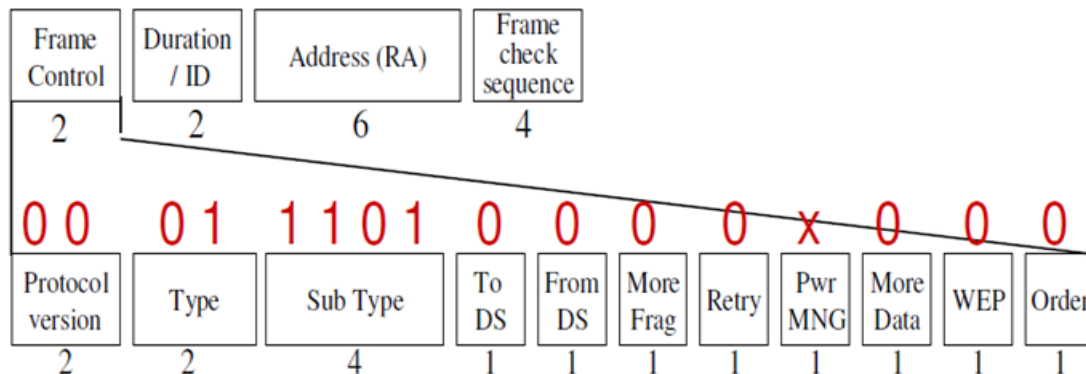 Frame Control
Duration / ID
Address (RA)
Frame check sequence
2 2 6 4
0 0 0 1 1 1 0 1 0 0 0 0 x 0 0 0
Protocol version
Type
Sub Type
To DS
From DS
More Frag
Retry
Pwr MNG
More Data
WEP
Order
2 2 4 1 1 1 1 1 1 1 1